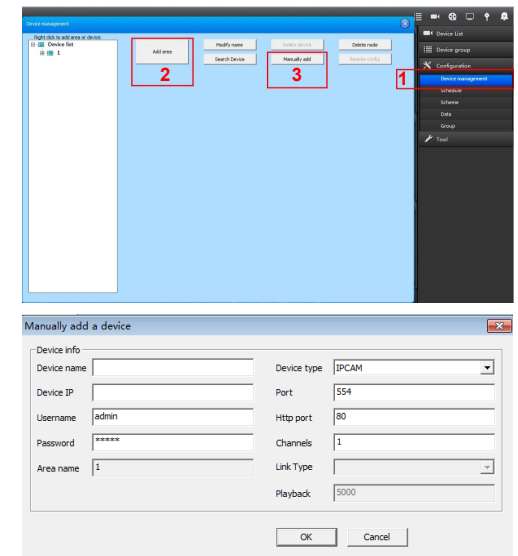 Device management
Right click to add area or device
Device list
1
Add area
2
Modify name
Delete device
Delete node
Search Device
Manually add
Remote config
3
Device List
Device group
Configuration
1
Device management
Schedule
Scheme
Data
Group
Tool
Manually add a device
Device info
Device name
Device type IPCAM
Device IP
Port 554
Username admin
Http port 80
Password *****
Channels 1
Area name 1
Link Type
Playback 5000
OK Cancel